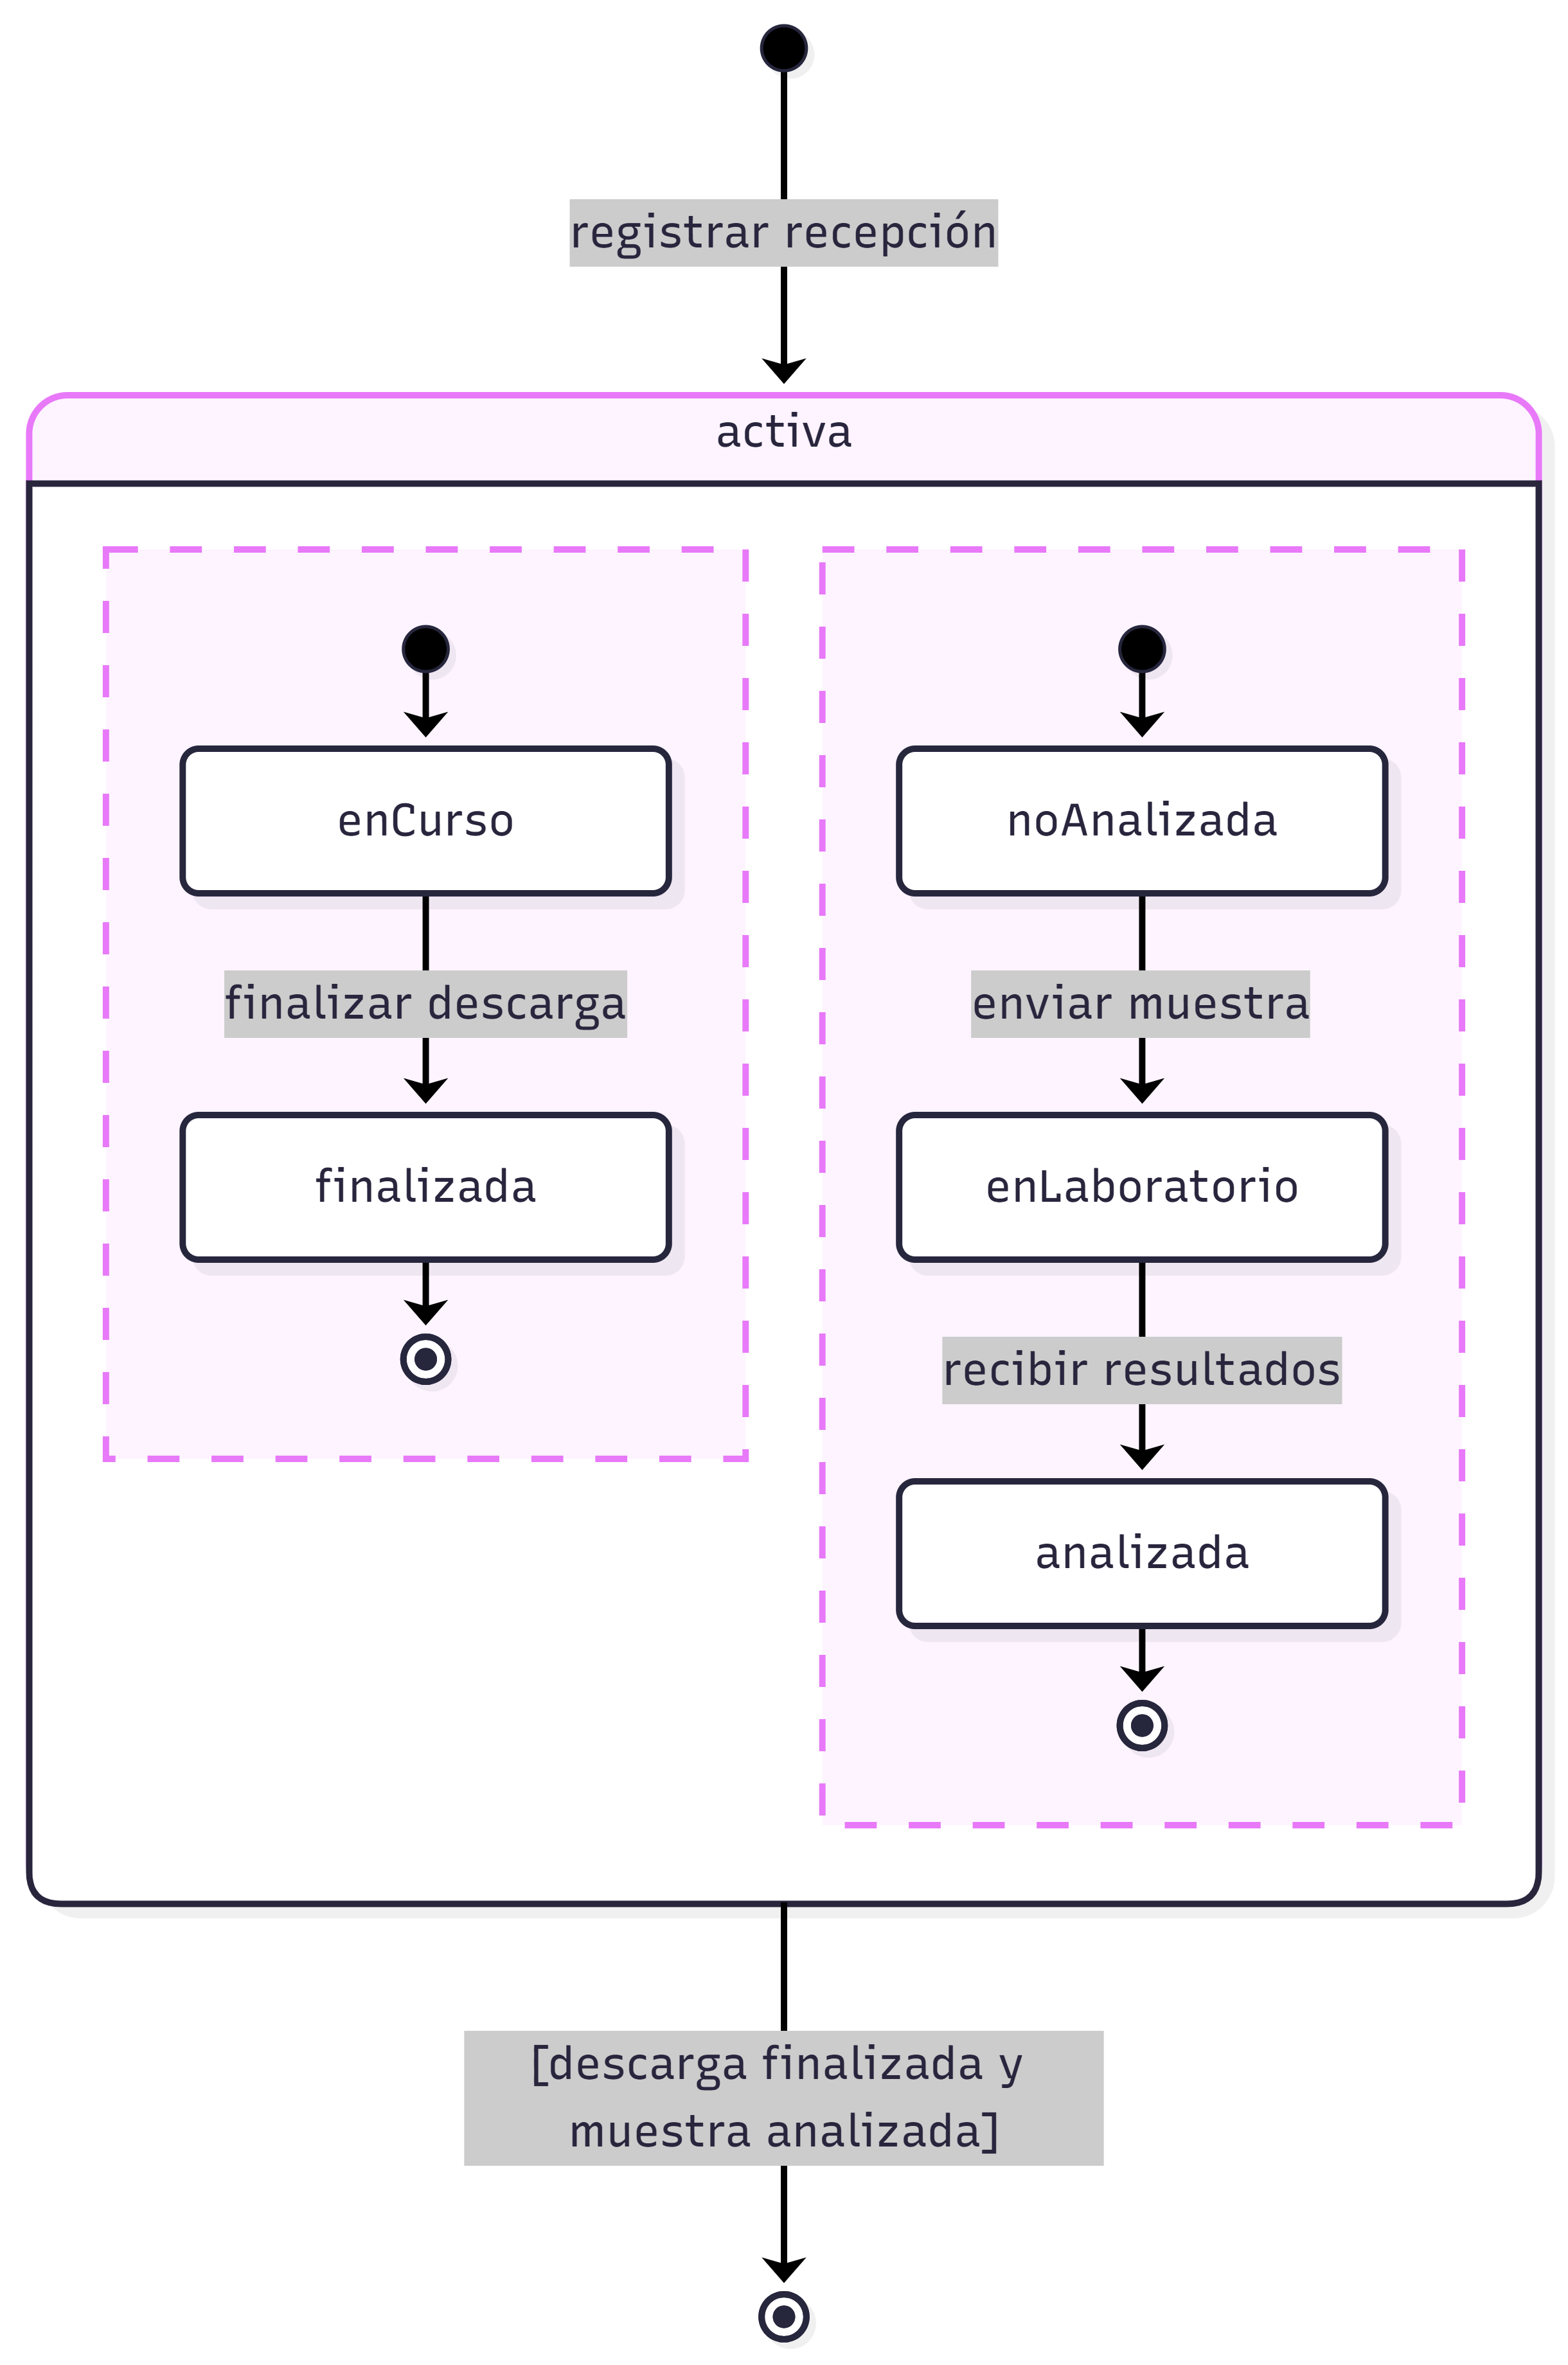 registrar recepción
activa
enCurso
finalizar descarga
finalizada
noAnalizada
enviar muestra
enLaboratorio
recibir resultados
analizada
[descarga finalizada y
muestra analizada]